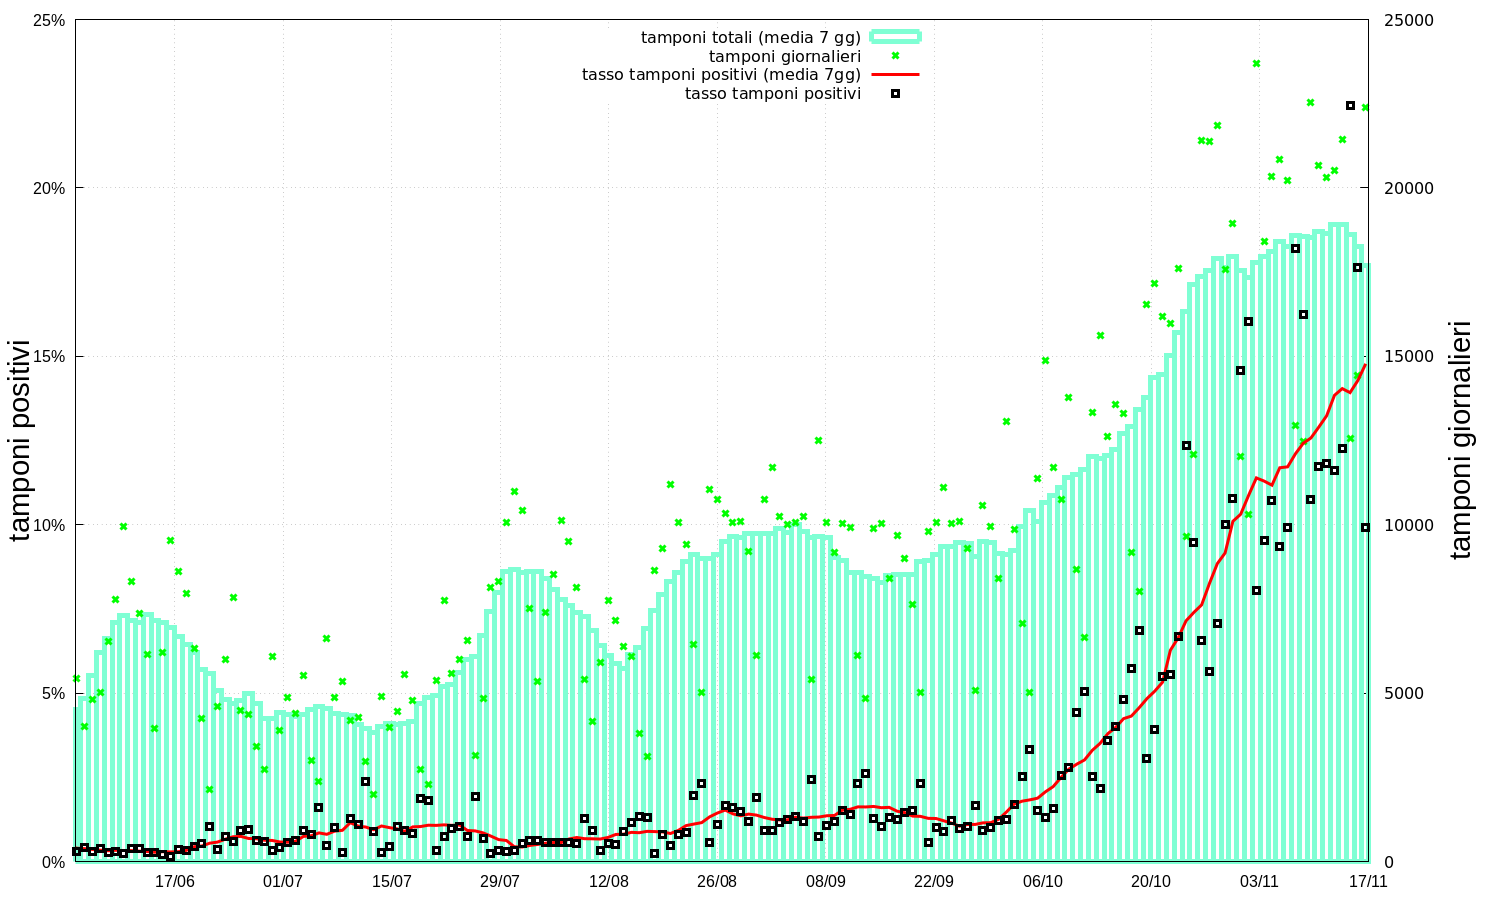 tamponi totali (media 7 gg)
tamponi giornalieri
tasso tamponi positivi (media 7gg)
tasso tamponi positivi
25%
20%
15%
10%
5%
0%
tamponi positivi
25000
20000
15000
10000
5000
0
tamponi giornalieri
17/06 01/07 15/07 29/07 12/08 26/08 08/09 22/09 06/10 20/10 03/11 17/11